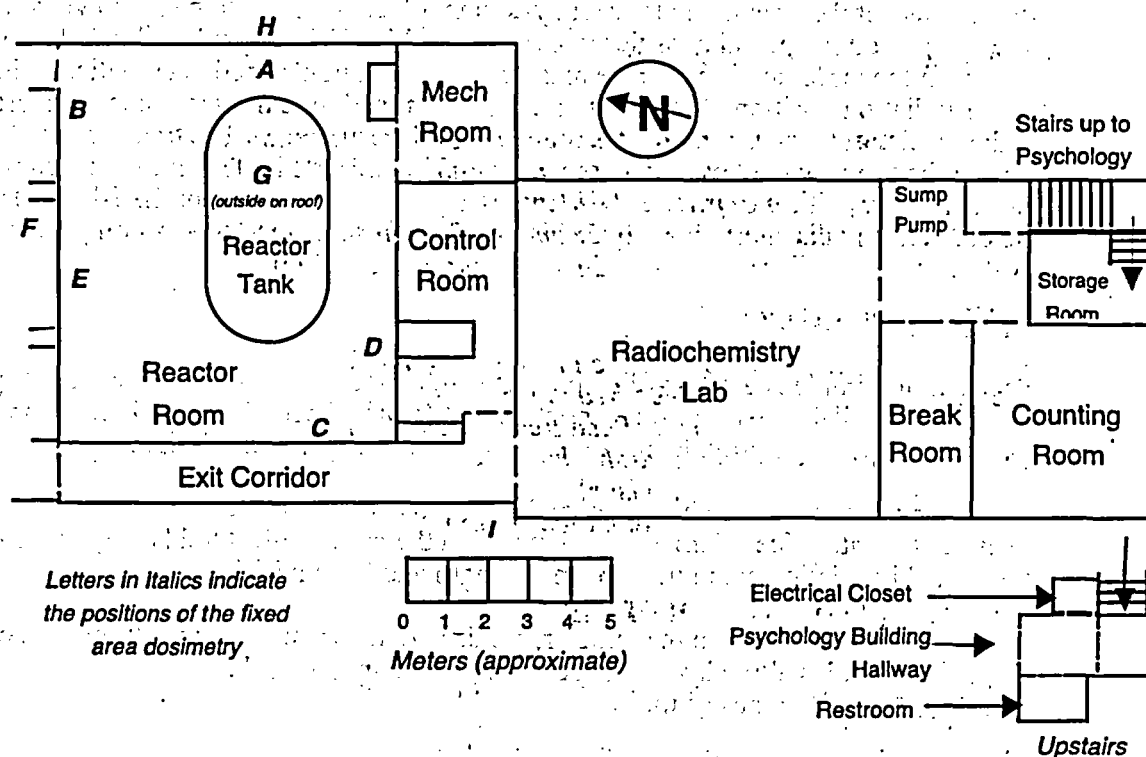 H
A
B
Mech
Room
N
Stairs up to
Psychology
G
(outside on roof)
Reactor
Tank
F
E
Control
Room
Sump
Pump
Storage
Room
D
Reactor
Room
C
Radiochemistry
Lab
Break
Room
Counting
Room
Exit Corridor
I
Letters in Italics indicate
the positions of the fixed
area dosimetry
0 1 2 3 4 5
Meters (approximate)
Electrical Closet
Psychology Building
Hallway
Restroom
Upstairs